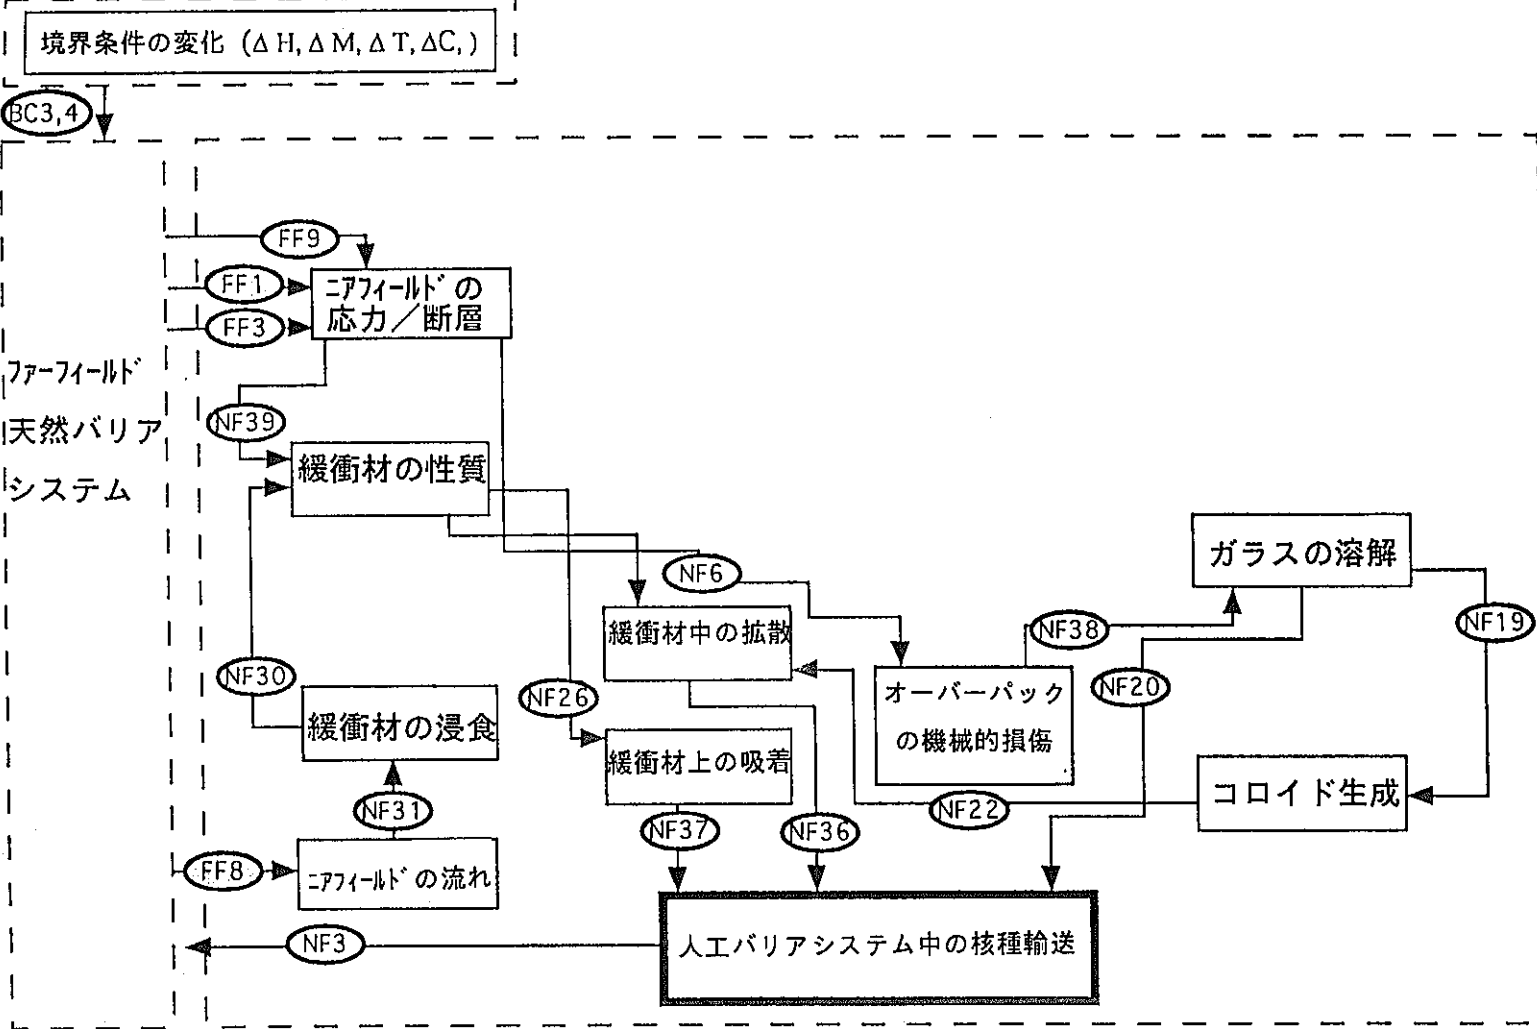 境界条件の変化 (Δ H, Δ M, Δ T, ΔC, )
BC3,4
FF9
FF1
FF3
ニアフィールドの
応力/断層
ファーフィールド
天然バリア
システム
NF39
緩衝材の性質
NF6
ガラスの溶解
NF19
NF38
緩衝材中の拡散
NF30
NF26
NF20
オーバーパック
の機械的損傷
緩衝材の浸食
緩衝材上の吸着
コロイド生成
NF31
NF22
NF37
NF36
FF8
ニアフィールドの流れ
NF3
人工バリアシステム中の核種輸送